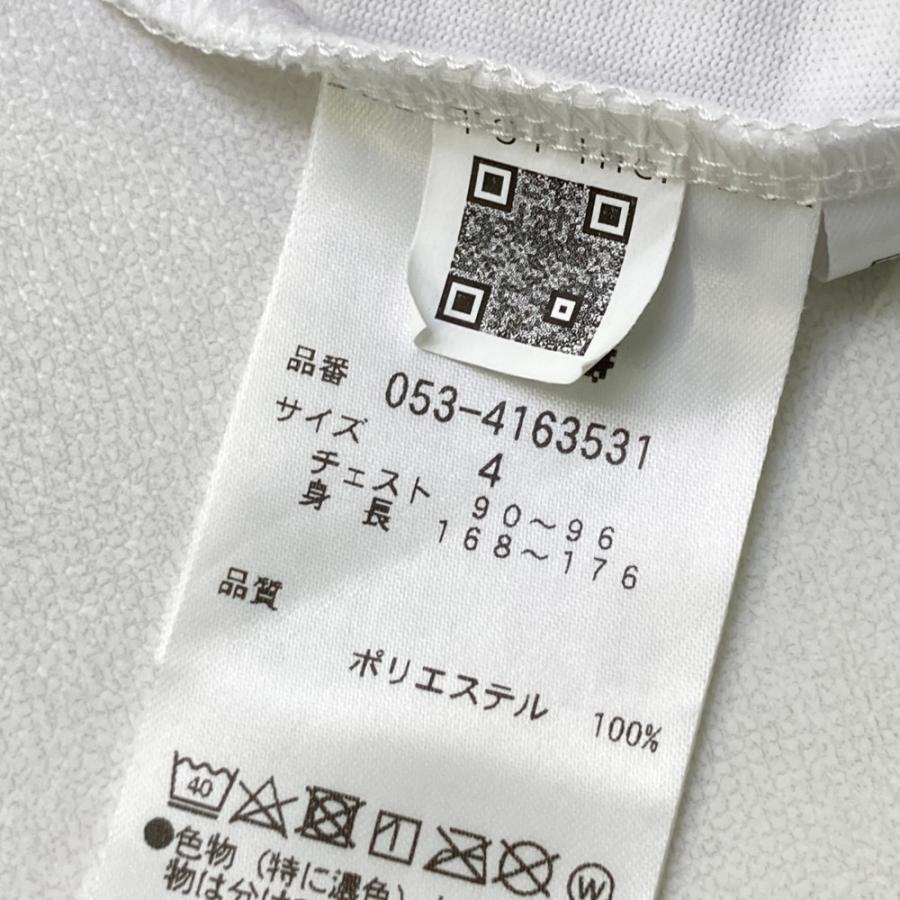 品番 053-4163531
サイズ 4
チェスト 90～96
身長 168～176
品質
ポリエステル 100%
40
W
●色物（特に濃色）
物は分け